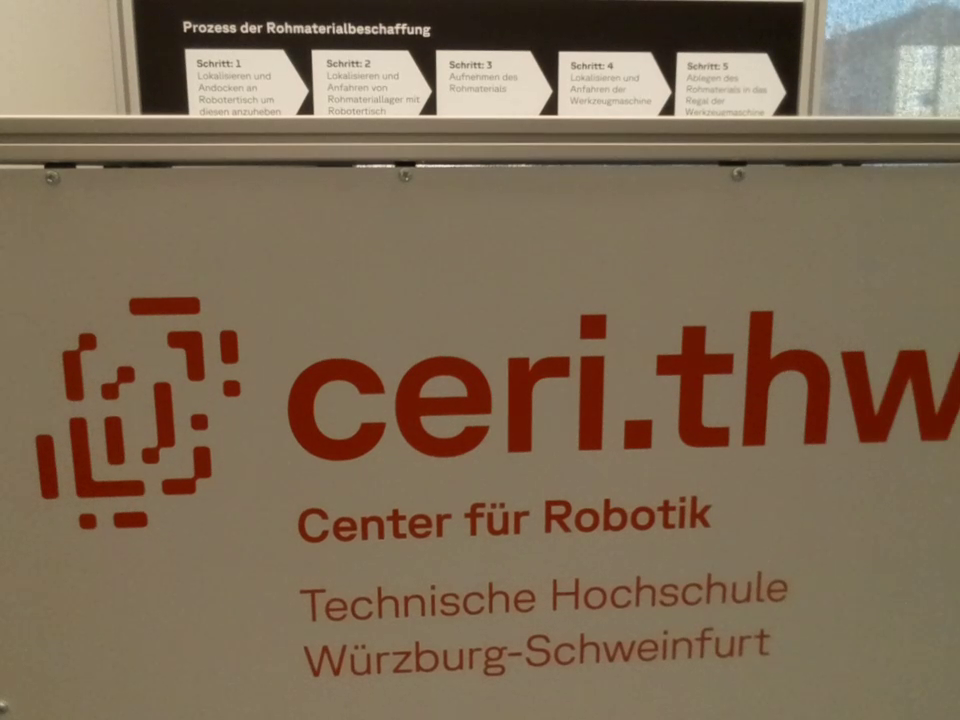 Prozess der Rohmaterialbeschaffung
Schritt: 1
Lokalisieren und
Andocken an
Robotertisch um
diesen anzuheben
Schritt: 2
Lokalisieren und
Anfahren von
Rohmateriallager mit
Robotertisch
Schritt: 3
Aufnehmen des
Rohmaterials
Schritt: 4
Lokalisieren und
Anfahren der
Werkzeugmaschine
Schritt: 5
Ablegen des
Rohmaterials in das
Regal der
Werkzeugmaschine
ceri.thw
Center für Robotik
Technische Hochschule
Würzburg-Schweinfurt